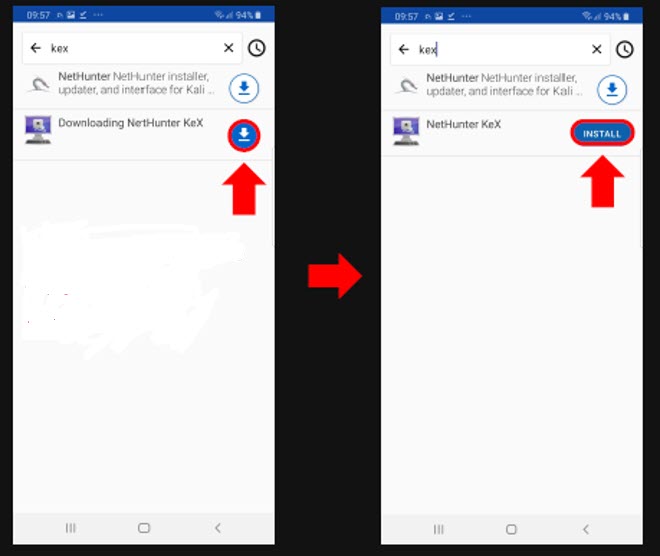 09:57 94%
kex
NetHunter NetHunter installer,
updater, and interface for Kali ...
Downloading NetHunter KeX
09:57 94%
kex
NetHunter NetHunter installer,
updater, and interface for Kali ...
NetHunter KeX
INSTALL